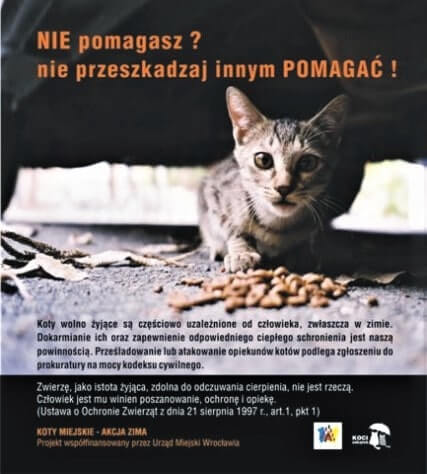 NIE pomagasz ?
nie przeszkadzaj innym POMAGAĆ !
Koty wolno żyjące są częściowo uzależnione od człowieka, zwłaszcza w zimie.
Dokarmianie ich oraz zapewnienie odpowiedniego ciepłego schronienia jest naszą
powinnością. Prześladowanie lub atakowanie opiekunów kotów podlega zgłoszeniu do
prokuratury na mocy kodeksu cywilnego.
Zwierzę, jako istota żyjąca, zdolna do odczuwania cierpienia, nie jest rzeczą.
Człowiek jest mu winien poszanowanie, ochronę i opiekę.
(Ustawa o Ochronie Zwierząt z dnia 21 sierpnia 1997 r., art.1, pkt 1)
KOTY MIEJSKIE - AKCJA ZIMA
Projekt współfinansowany przez Urząd Miejski Wrocławia
KOCI